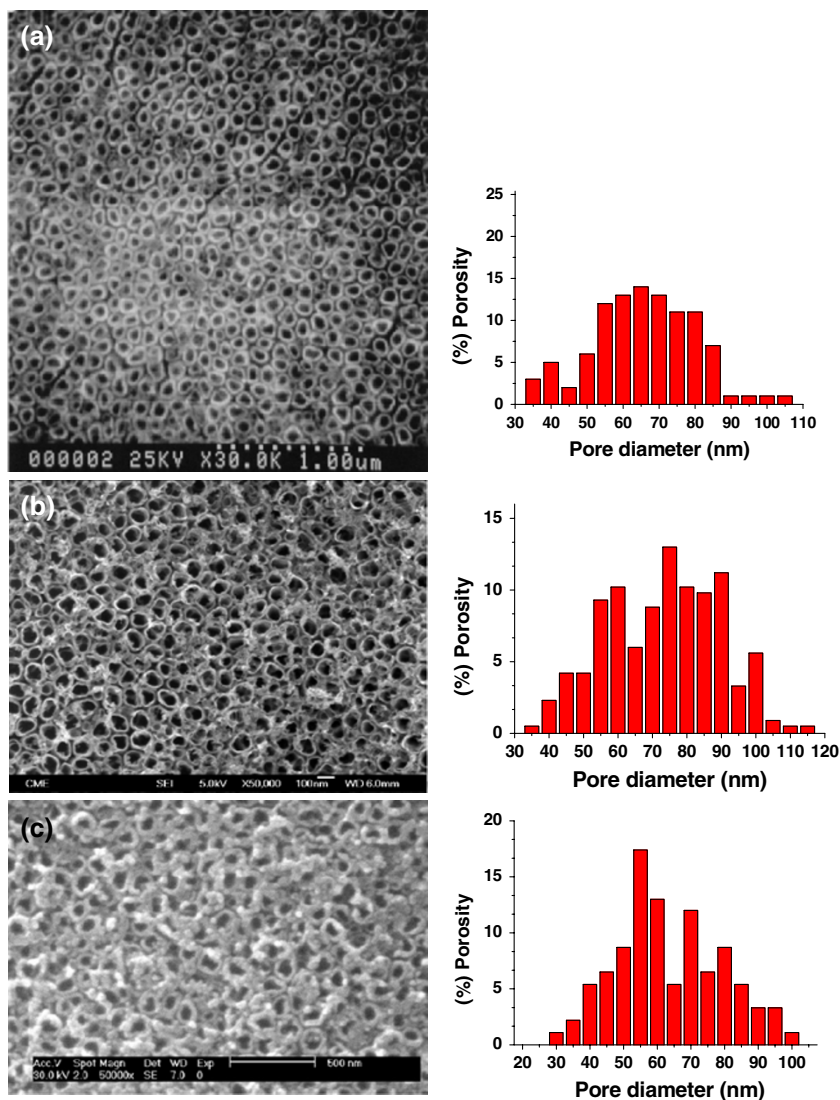 (a)
000002 25KV X30.0K 1.00um
25
20
15
10
5
0
(%) Porosity
30 40 50 60 70 80 90 100 110
Pore diameter (nm)
(b)
CME SEI 5.0kV X50,000 100nm WD 6.0mm
15
10
5
0
(%) Porosity
30 40 50 60 70 80 90 100 110 120
Pore diameter (nm)
(c)
Acc.V Spot Magn Det WD Exp
30.0 kV 2.0 50000x SE 7.0 0
500 nm
20
15
10
5
0
(%) Porosity
20 30 40 50 60 70 80 90 100
Pore diameter (nm)